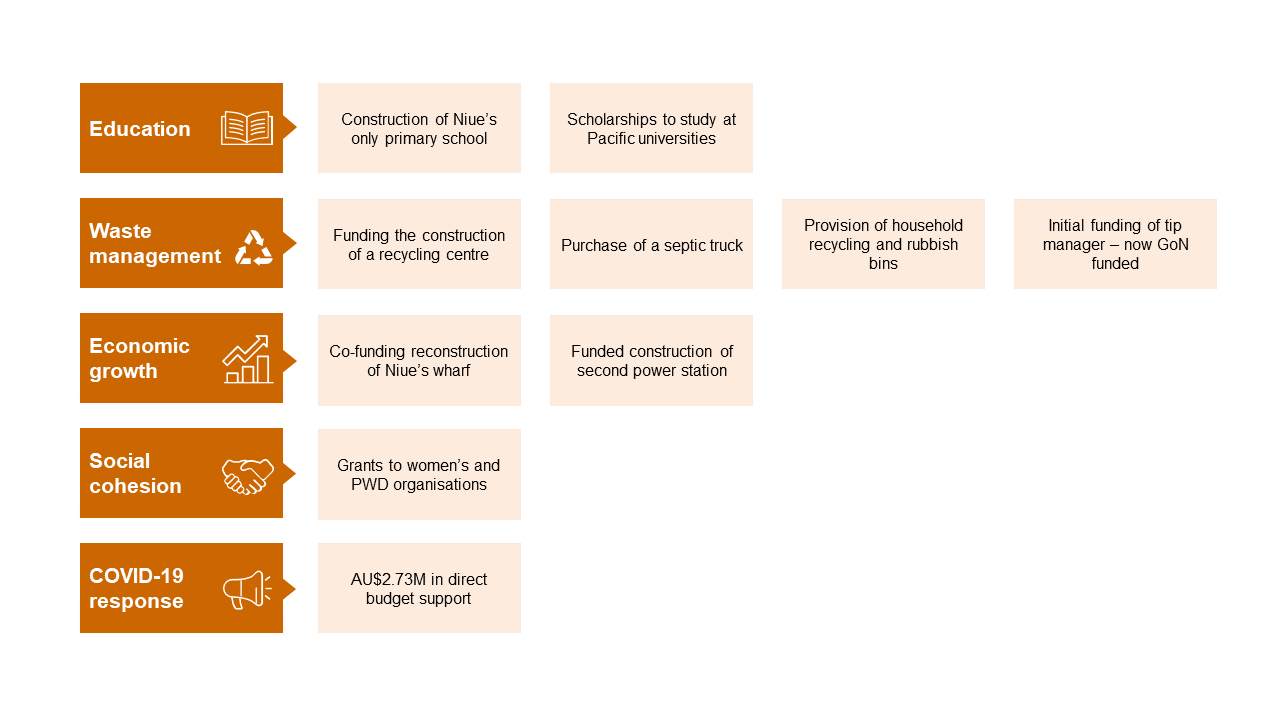 Education
Construction of Niue’s
only primary school
Scholarships to study at
Pacific universities
Waste
management
Funding the construction
of a recycling centre
Purchase of a septic truck
Provision of household
recycling and rubbish
bins
Initial funding of tip
manager – now GoN
funded
Economic
growth
Co-funding reconstruction
of Niue’s wharf
Funded construction of
second power station
Social
cohesion
Grants to women’s and
PWD organisations
COVID-19
response
AU$2.73M in direct
budget support